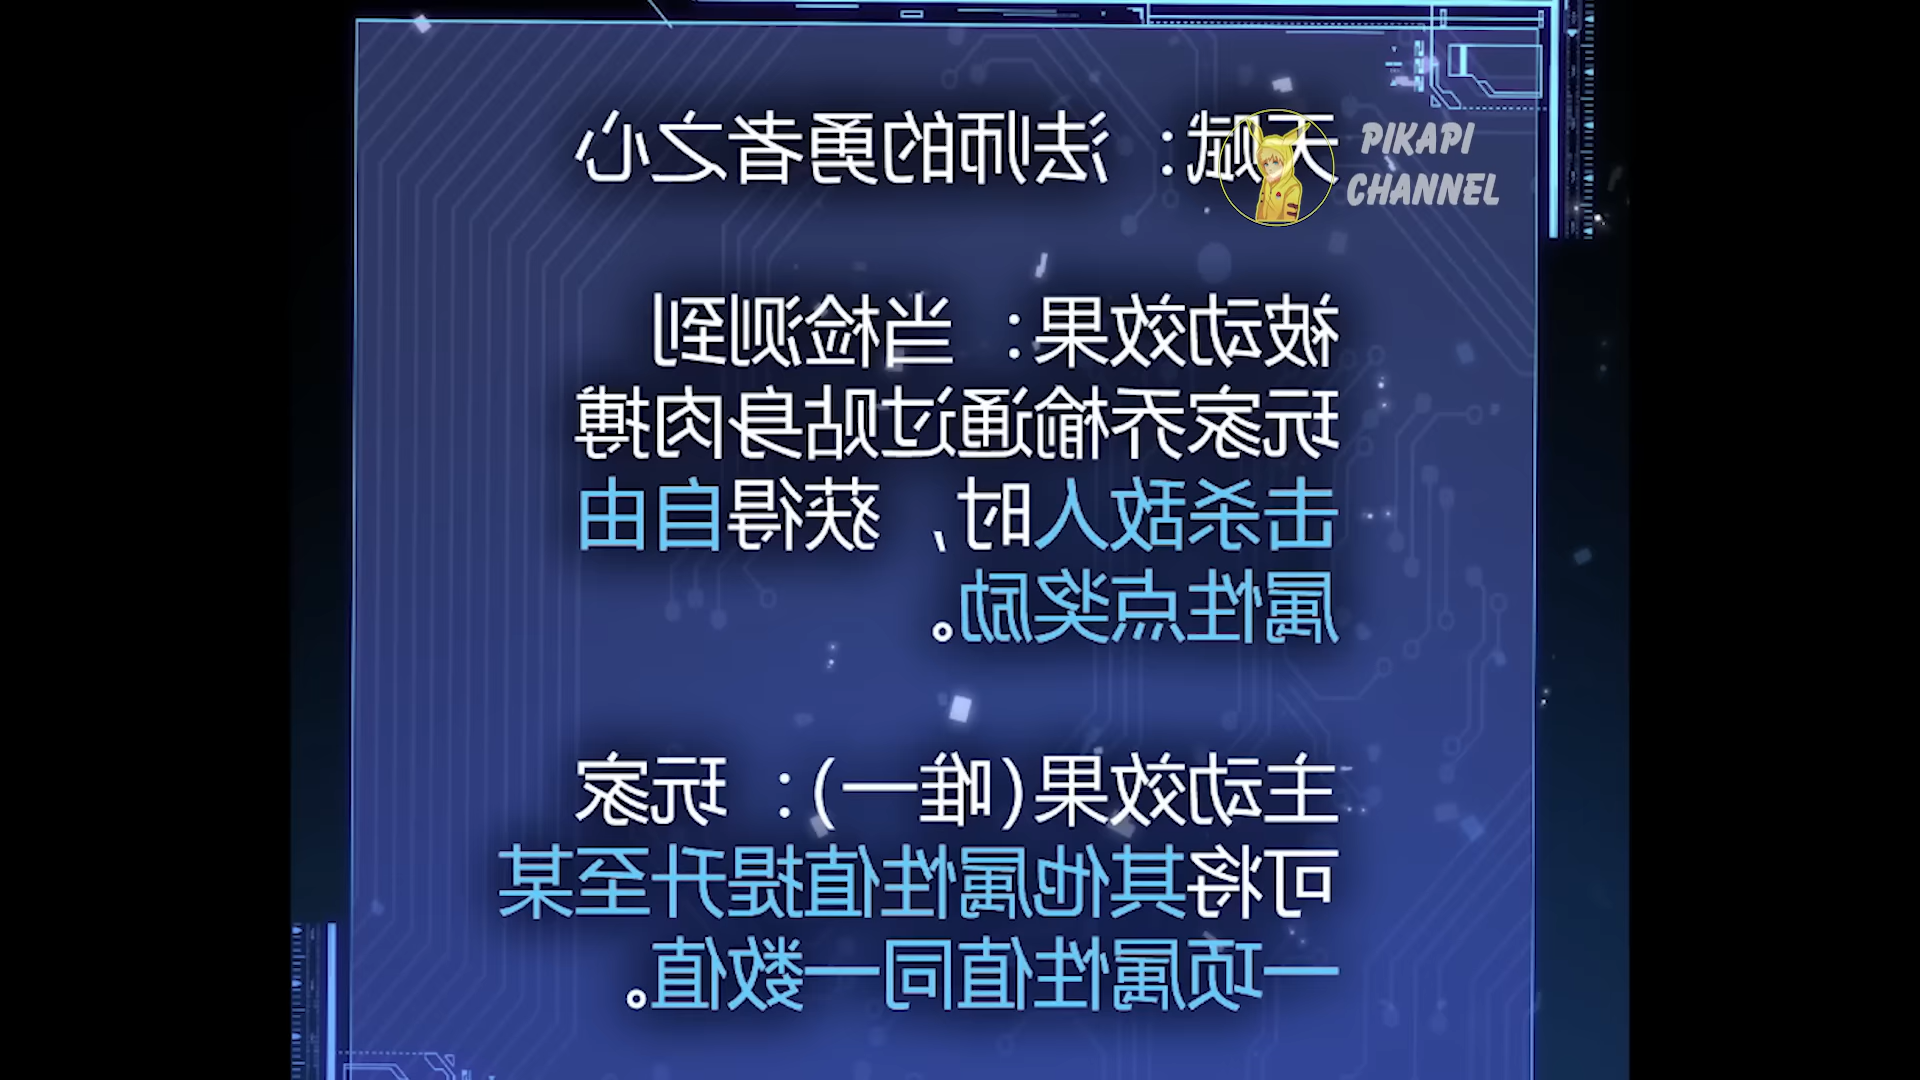 天赋：法师的勇者之心
PIKAPI
CHANNEL
被动效果：当检测到
玩家乔榆通过贴身肉搏
击杀敌人时，获得自由
属性点奖励。
主动效果(唯一)：玩家
可将其他属性值提升至某
一项属性值同一数值。